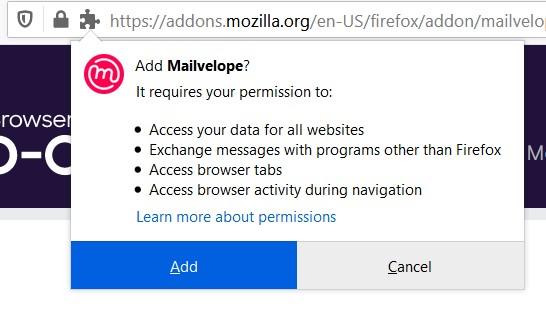 https://addons.mozilla.org/en-US/firefox/addon/mailvelop
Add Mailvelope?
It requires your permission to:
• Access your data for all websites
• Exchange messages with programs other than Firefox
• Access browser tabs
• Access browser activity during navigation
Learn more about permissions
Add Cancel
rowser